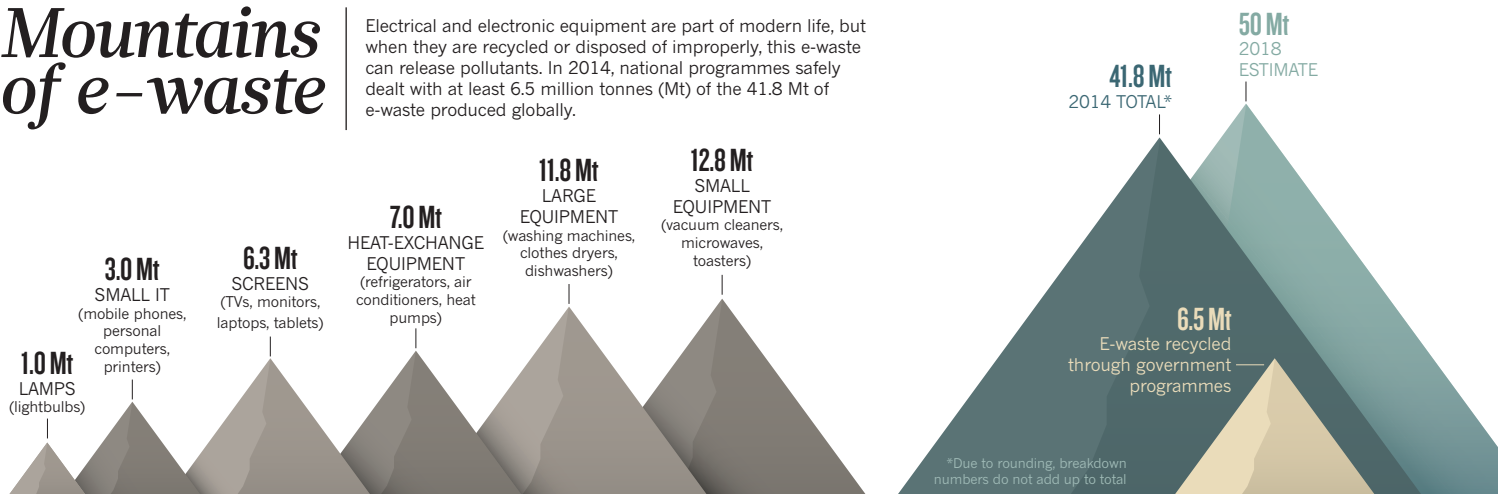 Mountains
of e-waste
Electrical and electronic equipment are part of modern life, but
when they are recycled or disposed of improperly, this e-waste
can release pollutants. In 2014, national programmes safely
dealt with at least 6.5 million tonnes (Mt) of the 41.8 Mt of
e-waste produced globally.
1.0 Mt
LAMPS
(lightbulbs)
3.0 Mt
SMALL IT
(mobile phones,
personal
computers,
printers)
6.3 Mt
SCREENS
(TVs, monitors,
laptops, tablets)
7.0 Mt
HEAT-EXCHANGE
EQUIPMENT
(refrigerators, air
conditioners, heat
pumps)
11.8 Mt
LARGE
EQUIPMENT
(washing machines,
clothes dryers,
dishwashers)
12.8 Mt
SMALL
EQUIPMENT
(vacuum cleaners,
microwaves,
toasters)
41.8 Mt
2014 TOTAL*
50 Mt
2018
ESTIMATE
6.5 Mt
E-waste recycled
through government
programmes
*Due to rounding, breakdown
numbers do not add up to total